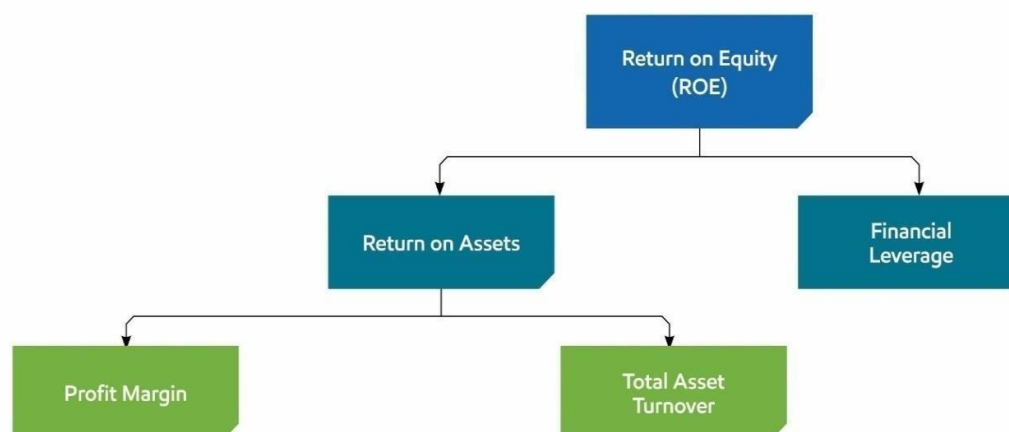 Return on Equity
(ROE)
Return on Assets
Financial
Leverage
Profit Margin
Total Asset
Turnover